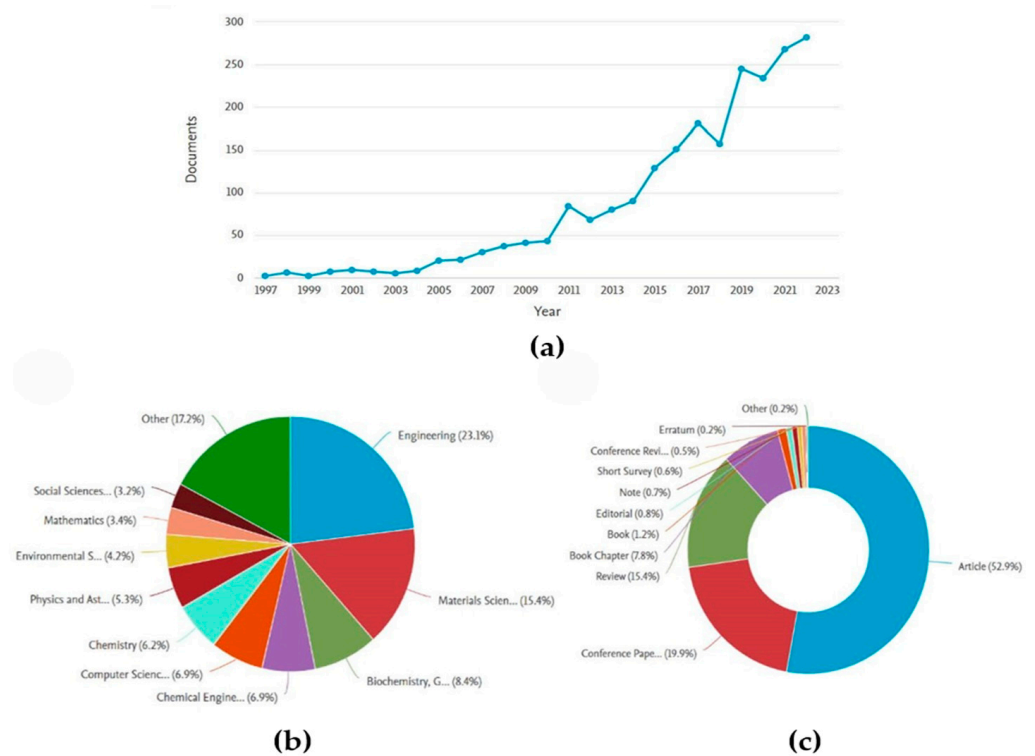 300
250
200
150
100
50
0
Documents
1997 1999 2001 2003 2005 2007 2009 2011 2013 2015 2017 2019 2021 2023
Year
(a)
Other (17.2%)
Engineering (23.1%)
Social Sciences... (3.2%)
Mathematics (3.4%)
Environmental S... (4.2%)
Physics and Ast... (5.3%)
Materials Scien... (15.4%)
Chemistry (6.2%)
Computer Scienc... (6.9%)
Biochemistry, G... (8.4%)
Chemical Engine... (6.9%)
(b)
Other (0.2%)
Erratum (0.2%)
Conference Revi... (0.5%)
Short Survey (0.6%)
Note (0.7%)
Editorial (0.8%)
Book (1.2%)
Book Chapter (7.8%)
Review (15.4%)
Article (52.9%)
Conference Pape... (19.9%)
(c)